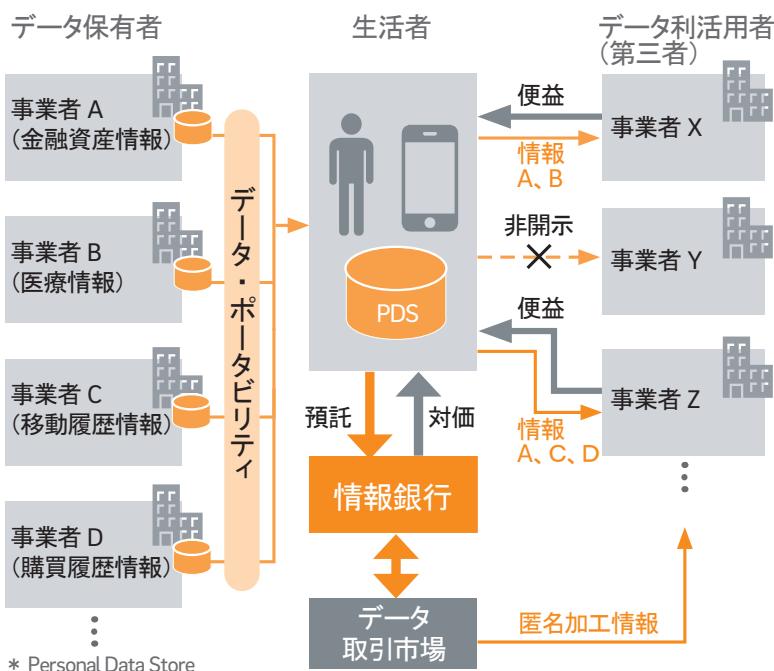 データ保有者
事業者 A
(金融資産情報)
事業者 B
(医療情報)
事業者 C
(移動履歴情報)
事業者 D
(購買履歴情報)
* Personal Data Store
データ・ポータビリティ
生活者
PDS
預託
対価
情報銀行
データ
取引市場
便益
情報
A、B
非開示
便益
情報
A、C、D
匿名加工情報
データ利活用者
(第三者)
事業者 X
事業者 Y
事業者 Z